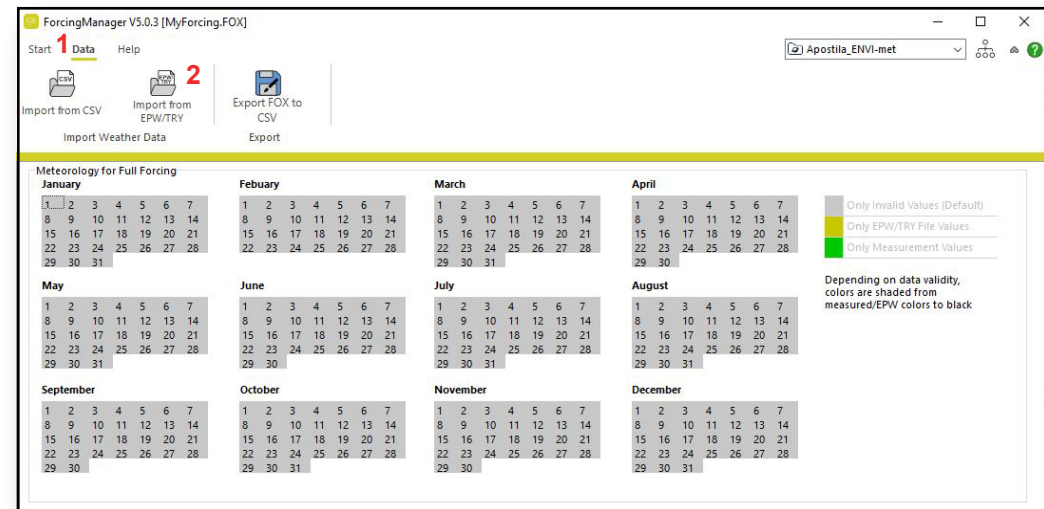 ForcingManager V5.0.3 [MyForcing.FOX]
Start 1 Data Help
Apostila_ENVI-met
CSV
EPW/
TRY
2
Import from CSV
Import from
EPW/TRY
Export FOX to
CSV
Import Weather Data
Export
Meteorology for Full Forcing
January
1 2 3 4 5 6 7
8 9 10 11 12 13 14
15 16 17 18 19 20 21
22 23 24 25 26 27 28
29 30 31
Febuary
1 2 3 4 5 6 7
8 9 10 11 12 13 14
15 16 17 18 19 20 21
22 23 24 25 26 27 28
March
1 2 3 4 5 6 7
8 9 10 11 12 13 14
15 16 17 18 19 20 21
22 23 24 25 26 27 28
29 30 31
April
1 2 3 4 5 6 7
8 9 10 11 12 13 14
15 16 17 18 19 20 21
22 23 24 25 26 27 28
29 30
Only Invalid Values (Default)
Only EPW/TRY File Values
Only Measurement Values
Depending on data validity,
colors are shaded from
measured/EPW colors to black
May
1 2 3 4 5 6 7
8 9 10 11 12 13 14
15 16 17 18 19 20 21
22 23 24 25 26 27 28
29 30 31
June
1 2 3 4 5 6 7
8 9 10 11 12 13 14
15 16 17 18 19 20 21
22 23 24 25 26 27 28
29 30
July
1 2 3 4 5 6 7
8 9 10 11 12 13 14
15 16 17 18 19 20 21
22 23 24 25 26 27 28
29 30 31
August
1 2 3 4 5 6 7
8 9 10 11 12 13 14
15 16 17 18 19 20 21
22 23 24 25 26 27 28
29 30 31
September
1 2 3 4 5 6 7
8 9 10 11 12 13 14
15 16 17 18 19 20 21
22 23 24 25 26 27 28
29 30
October
1 2 3 4 5 6 7
8 9 10 11 12 13 14
15 16 17 18 19 20 21
22 23 24 25 26 27 28
29 30 31
November
1 2 3 4 5 6 7
8 9 10 11 12 13 14
15 16 17 18 19 20 21
22 23 24 25 26 27 28
29 30
December
1 2 3 4 5 6 7
8 9 10 11 12 13 14
15 16 17 18 19 20 21
22 23 24 25 26 27 28
29 30 31